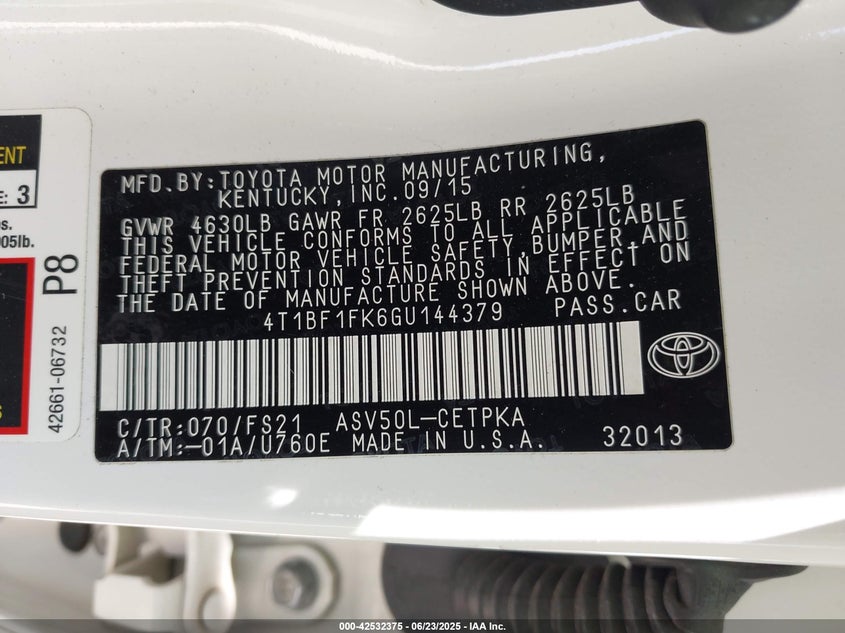 ENT
E: 3
s.
005lb.
P8
42661-06732
S
MFD.BY:TOYOTA MOTOR MANUFACTURING,
KENTUCKY,INC.09/15
GVWR 4630LB GAWR FR 2625LB RR 2625LB
THIS VEHICLE CONFORMS TO ALL APPLICABLE
FEDERAL MOTOR VEHICLE SAFETY,BUMPER,AND
THEFT PREVENTION STANDARDS IN EFFECT ON
THE DATE OF MANUFACTURE SHOWN ABOVE.
4T1BF1FK6GU144379 PASS.CAR
C/TR:070/FS21 ASV50L-CETPKA
A/TM:-01A/U760E MADE IN U.S.A. 32013
000-42532375 - 06/23/2025 - IAA Inc.